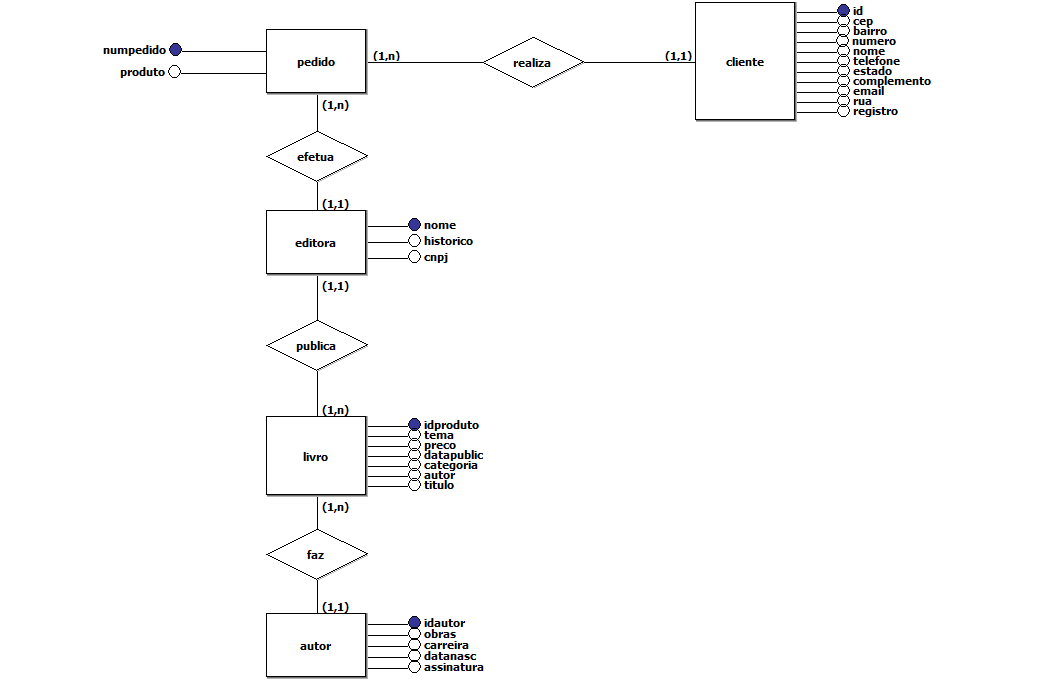 numpedido
produto
pedido
(1,n)
realiza
(1,1)
cliente
id
cep
bairro
numero
nome
telefone
estado
complemento
email
rua
registro
(1,n)
efetua
(1,1)
editora
nome
historico
cnpj
(1,1)
publica
(1,n)
livro
idproduto
tema
preco
datapublic
categoria
autor
titulo
(1,n)
faz
(1,1)
autor
idautor
obras
carreira
datanasc
assinatura